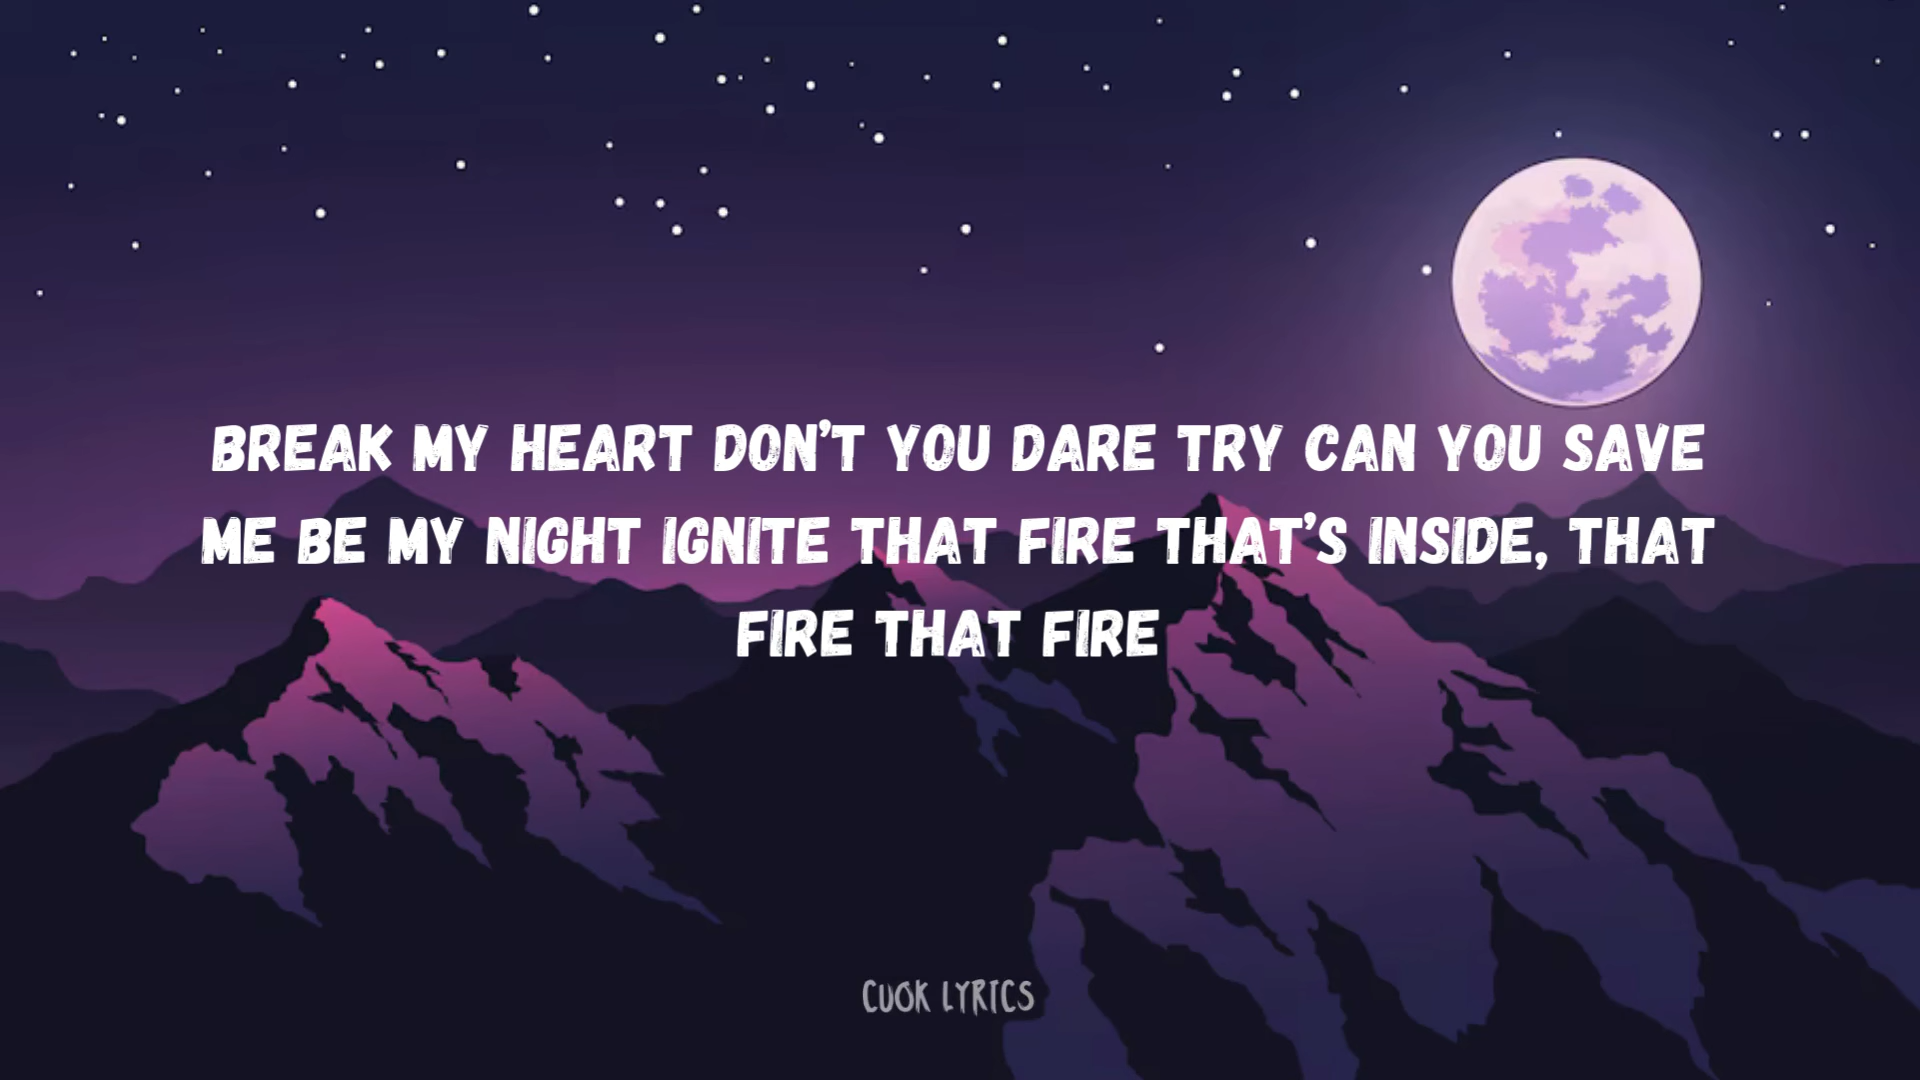 BREAK MY HEART DON'T YOU DARE TRY CAN YOU SAVE
ME BE MY NIGHT IGNITE THAT FIRE THAT'S INSIDE, THAT
FIRE THAT FIRE
CUOK LYRICS